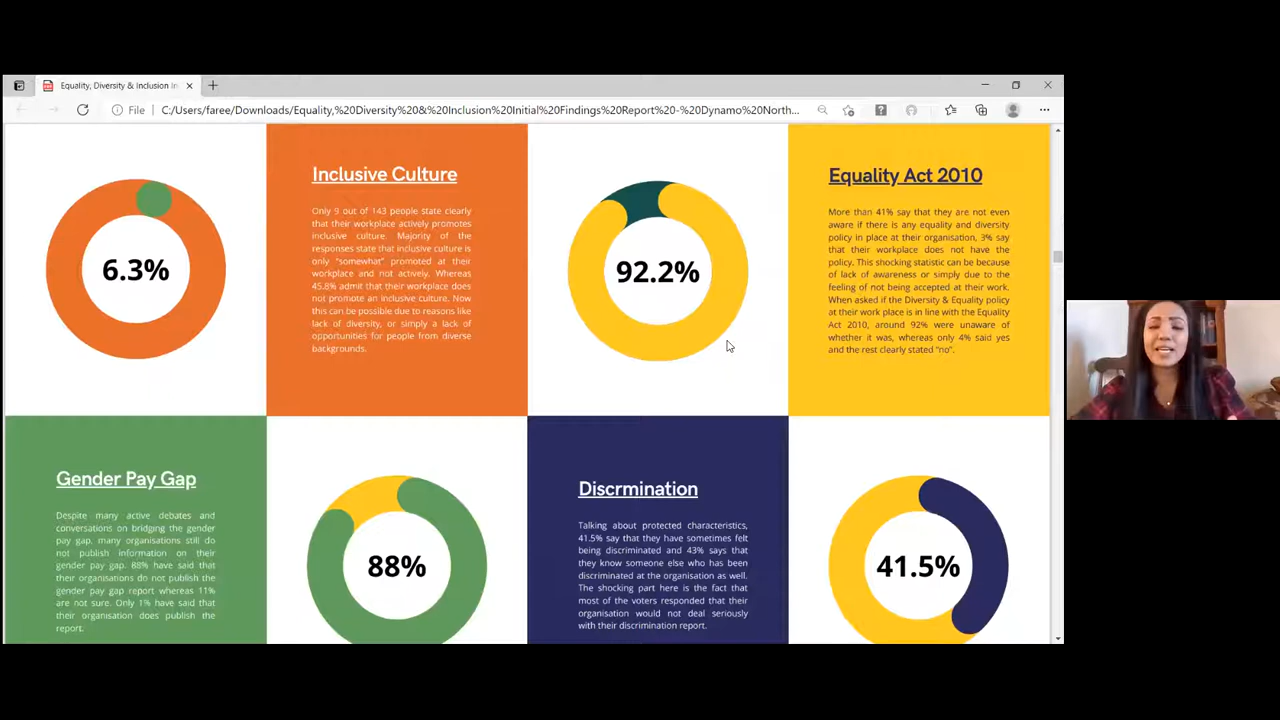 Equality, Diversity & Inclusion In
File
C:/Users/faree/Downloads/Equality,%20Diversity%20&%20Inclusion%20Initial%20Findings%20Report%20-%20Dynamo%20North...
6.3%
Inclusive Culture
Only 9 out of 143 people state clearly
that their workplace actively promotes
inclusive culture. Majority of the
responses state that inclusive culture is
only "somewhat" promoted at their
workplace and not actively. Whereas
45.8% admit that their workplace does
not promote an inclusive culture. Now
this can be possible due to reasons like
lack of diversity, or simply a lack of
opportunities for people from diverse
backgrounds.
92.2%
Equality Act 2010
More than 41% say that they are not even
aware if there is any equality and diversity
policy in place at their organisation, 3% say
that their workplace does not have the
policy. This shocking statistic can be because
of lack of awareness or simply due to the
feeling of not being accepted at their work.
When asked if the Diversity & Equality policy
at their work place is in line with the Equality
Act 2010, around 92% were unaware of
whether it was, whereas only 4% said yes
and the rest clearly stated "no".
Gender Pay Gap
Despite many active debates and
conversations on bridging the gender
pay gap, many organisations still do
not publish information on their
gender pay gap. 88% have said that
their organisations do not publish the
gender pay gap report whereas 11%
are not sure. Only 1% have said that
their organisation does publish the
report.
88%
Discrmination
Talking about protected characteristics,
41.5% say that they have sometimes felt
being discriminated and 43% says that
they know someone else who has been
discriminated at the organisation as well.
The shocking part here is the fact that
most of the voters responded that their
organisation would not deal seriously
with their discrimination report.
41.5%